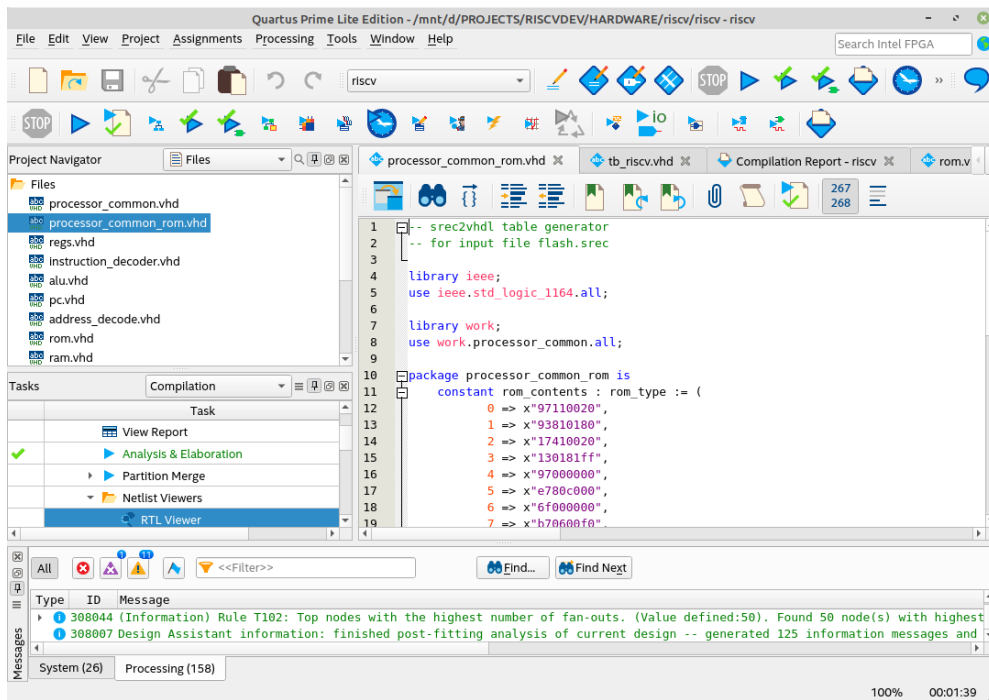 Quartus Prime Lite Edition - /mnt/d/PROJECTS/RISCVDEV/HARDWARE/riscv/riscv - riscv
File Edit View Project Assignments Processing Tools Window Help
Search Intel FPGA
riscv
STOP
»
STOP
io
Project Navigator
Files
Files
processor_common.vhd
processor_common_rom.vhd
regs.vhd
instruction_decoder.vhd
alu.vhd
pc.vhd
address_decode.vhd
rom.vhd
ram.vhd
Tasks
Compilation
Task
View Report
Analysis & Elaboration
Partition Merge
Netlist Viewers
RTL Viewer
processor_common_rom.vhd
tb_riscv.vhd
Compilation Report - riscv
rom.v
267
268
1 -- srec2vhdl table generator
2 -- for input file flash.srec
3
4 library ieee;
5 use ieee.std_logic_1164.all;
6
7 library work;
8 use work.processor_common.all;
9
10 package processor_common_rom is
11 constant rom_contents : rom_type := (
12 0 => x"97110020",
13 1 => x"93810180",
14 2 => x"17410020",
15 3 => x"130181ff",
16 4 => x"97000000",
17 5 => x"e780c000",
18 6 => x"6f000000",
19 7 => x"b70600f0",
All
1
11
<<Filter>>
Find...
Find Next
Type ID Message
308044 (Information) Rule T102: Top nodes with the highest number of fan-outs. (Value defined:50). Found 50 node(s) with highest
308007 Design Assistant information: finished post-fitting analysis of current design -- generated 125 information messages and
Messages
System (26)
Processing (158)
100% 00:01:39